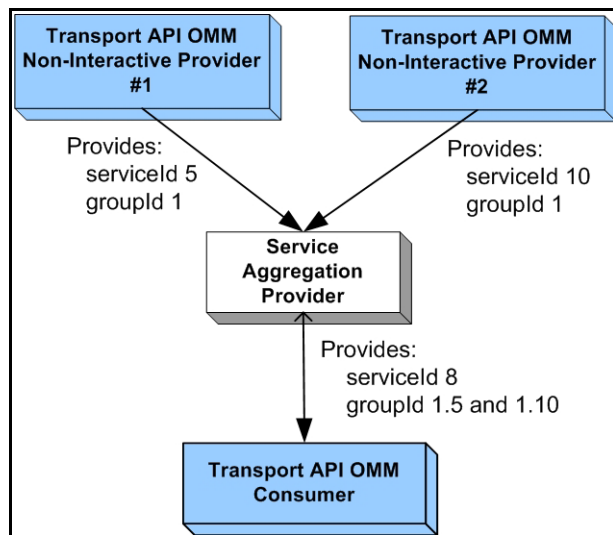 Transport API OMM
Non-Interactive Provider
#1
Transport API OMM
Non-Interactive Provider
#2
Provides:
serviceId 5
groupId 1
Provides:
serviceId 10
groupId 1
Service
Aggregation
Provider
Provides:
serviceId 8
groupId 1.5 and 1.10
Transport API OMM
Consumer